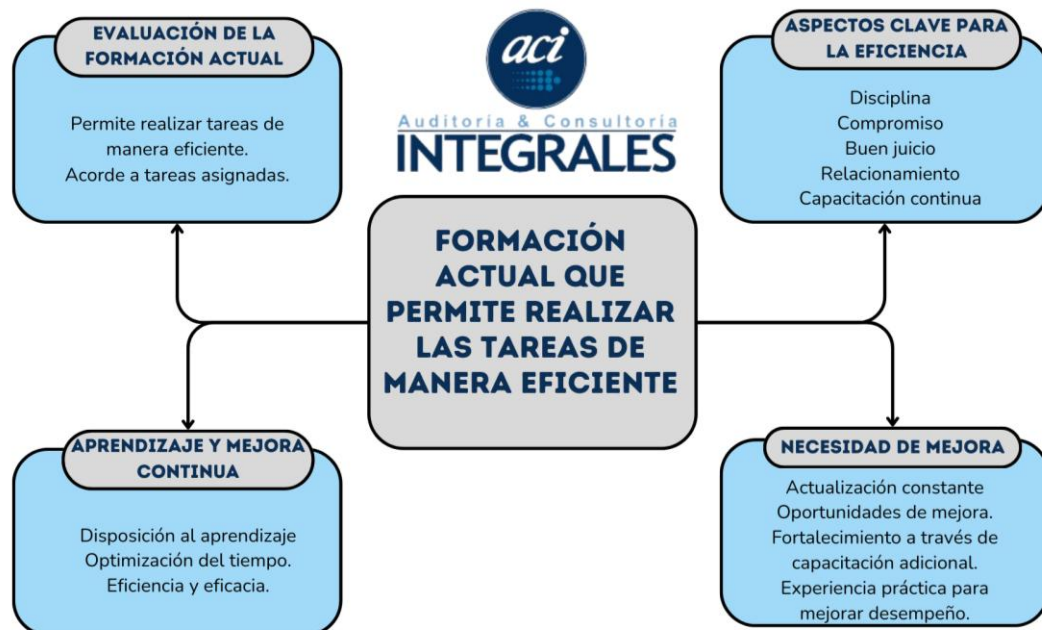 EVALUACIÓN DE LA
FORMACIÓN ACTUAL
Permite realizar tareas de
manera eficiente.
Acorde a tareas asignadas.
aci
Auditoría & Consultoría
INTEGRALES
ASPECTOS CLAVE PARA
LA EFICIENCIA
Disciplina
Compromiso
Buen juicio
Relacionamiento
Capacitación continua
FORMACIÓN
ACTUAL QUE
PERMITE REALIZAR
LAS TAREAS DE
MANERA EFICIENTE
APRENDIZAJE Y MEJORA
CONTINUA
Disposición al aprendizaje
Optimización del tiempo.
Eficiencia y eficacia.
NECESIDAD DE MEJORA
Actualización constante
Oportunidades de mejora.
Fortalecimiento a través de
capacitación adicional.
Experiencia práctica para
mejorar desempeño.